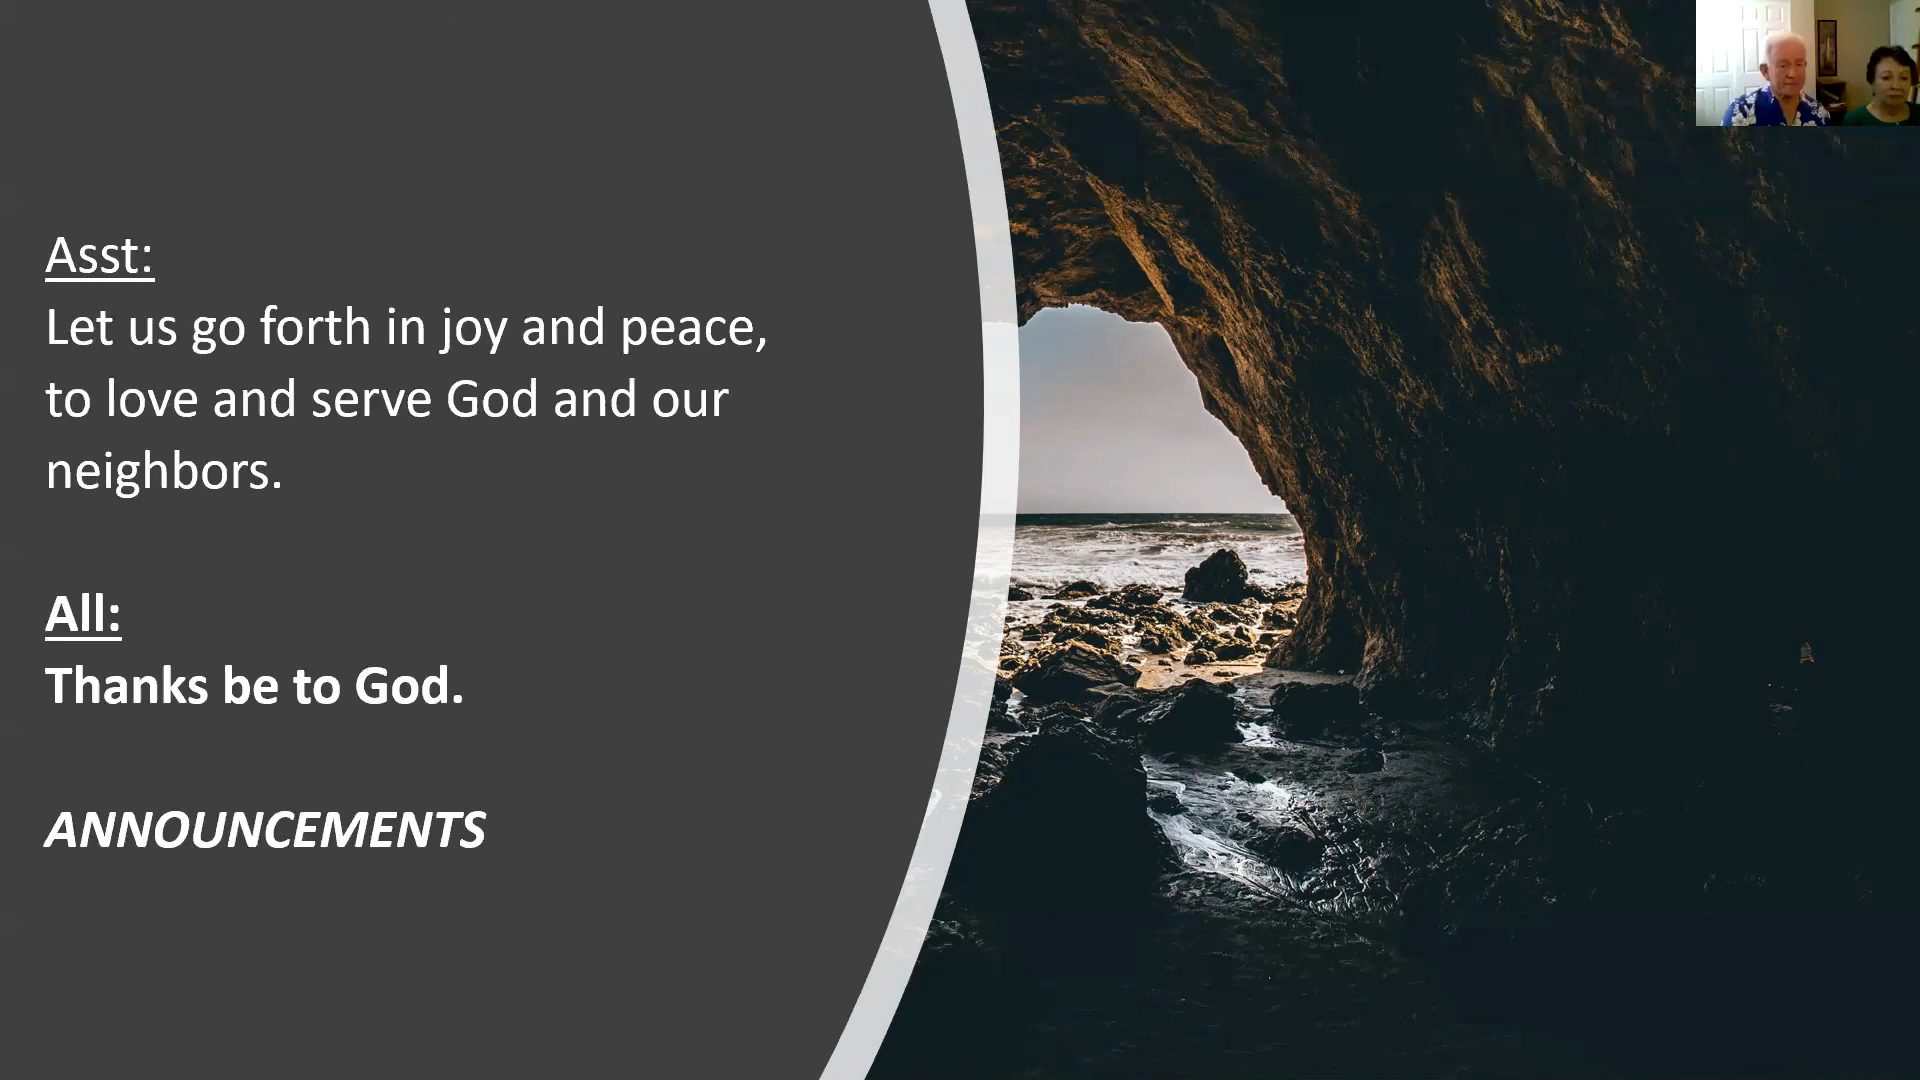 Asst:
Let us go forth in joy and peace,
to love and serve God and our
neighbors.
All:
Thanks be to God.
ANNOUNCEMENTS